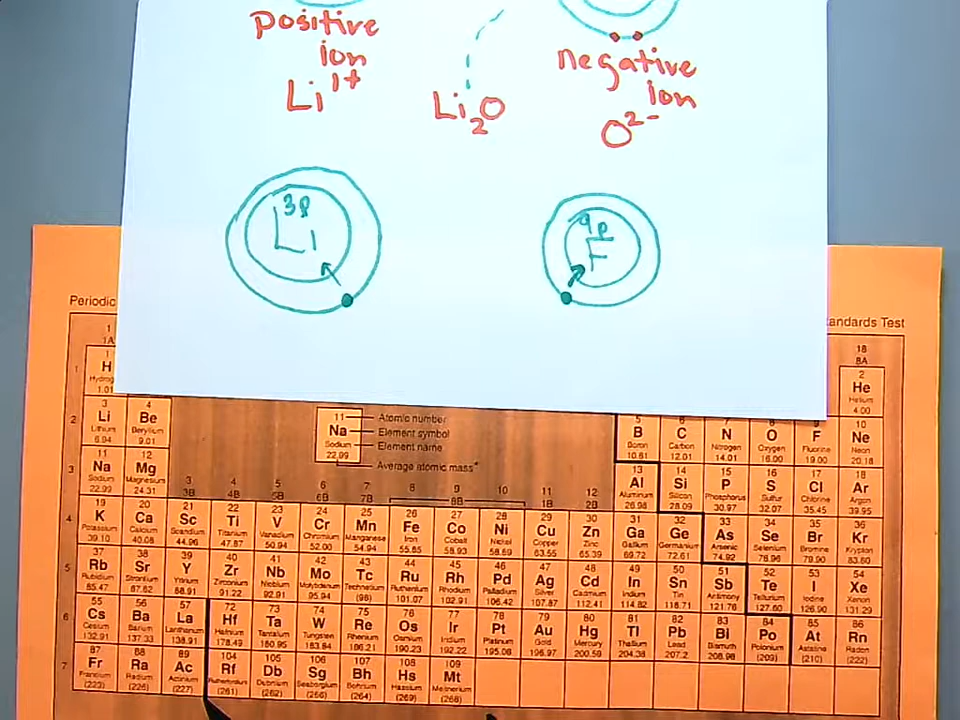 positive
ion
Li¹⁺
Li₂O
negative
ion
O²⁻
3p
Li
9p
F
Periodic
andards Test
1
1A
18
8A
1
H
Hydrog
1.01
2
He
Helium
4.00
3 Li Lithium 6.94
4 Be Beryllium 9.01
11 Atomic number
Na Element symbol
Sodium Element name
22.99 Average atomic mass*
5 B Boron 10.81
6 C Carbon 12.01
7 N Nitrogen 14.01
8 O Oxygen 16.00
9 F Fluorine 19.00
10 Ne Neon 20.18
11 Na Sodium 22.99
12 Mg Magnesium 24.31
3 3B
4 4B
5 5B
6 6B
7 7B
8
9 8B
10
11 1B
12 2B
13 Al Aluminum 26.98
14 Si Silicon 28.09
15 P Phosphorus 30.97
16 S Sulfur 32.07
17 Cl Chlorine 35.45
18 Ar Argon 39.95
19 K Potassium 39.10
20 Ca Calcium 40.08
21 Sc Scandium 44.96
22 Ti Titanium 47.87
23 V Vanadium 50.94
24 Cr Chromium 52.00
25 Mn Manganese 54.94
26 Fe Iron 55.85
27 Co Cobalt 58.93
28 Ni Nickel 58.69
29 Cu Copper 63.55
30 Zn Zinc 65.39
31 Ga Gallium 69.72
32 Ge Germanium 72.61
33 As Arsenic 74.92
34 Se Selenium 78.96
35 Br Bromine 79.90
36 Kr Krypton 83.80
37 Rb Rubidium 85.47
38 Sr Strontium 87.62
39 Y Yttrium 88.91
40 Zr Zirconium 91.22
41 Nb Niobium 92.91
42 Mo Molybdenum 95.94
43 Tc Technetium (98)
44 Ru Ruthenium 101.07
45 Rh Rhodium 102.91
46 Pd Palladium 106.42
47 Ag Silver 107.87
48 Cd Cadmium 112.41
49 In Indium 114.82
50 Sn Tin 118.71
51 Sb Antimony 121.76
52 Te Tellurium 127.60
53 Iodine 126.90
54 Xe Xenon 131.29
55 Cs Cesium 132.91
56 Ba Barium 137.33
57 La Lanthanum 138.91
72 Hf Hafnium 178.49
73 Ta Tantalum 180.95
74 W Tungsten 183.84
75 Re Rhenium 186.21
76 Os Osmium 190.23
77 Ir Iridium 192.22
78 Pt Platinum 195.08
79 Au Gold 196.97
80 Hg Mercury 200.59
81 Tl Thallium 204.38
82 Pb Lead 207.2
83 Bi Bismuth 208.98
84 Po Polonium (209)
85 At Astatine (210)
86 Rn Radon (222)
87 Fr Francium (223)
88 Ra Radium (226)
89 Ac Actinium (227)
104 Rf Rutherfordium (261)
105 Db Dubnium (262)
106 Sg Seaborgium (266)
107 Bh Bohrium (264)
108 Hs Hassium (269)
109 Mt Meitnerium (268)
1
2
3
4
5
6
7